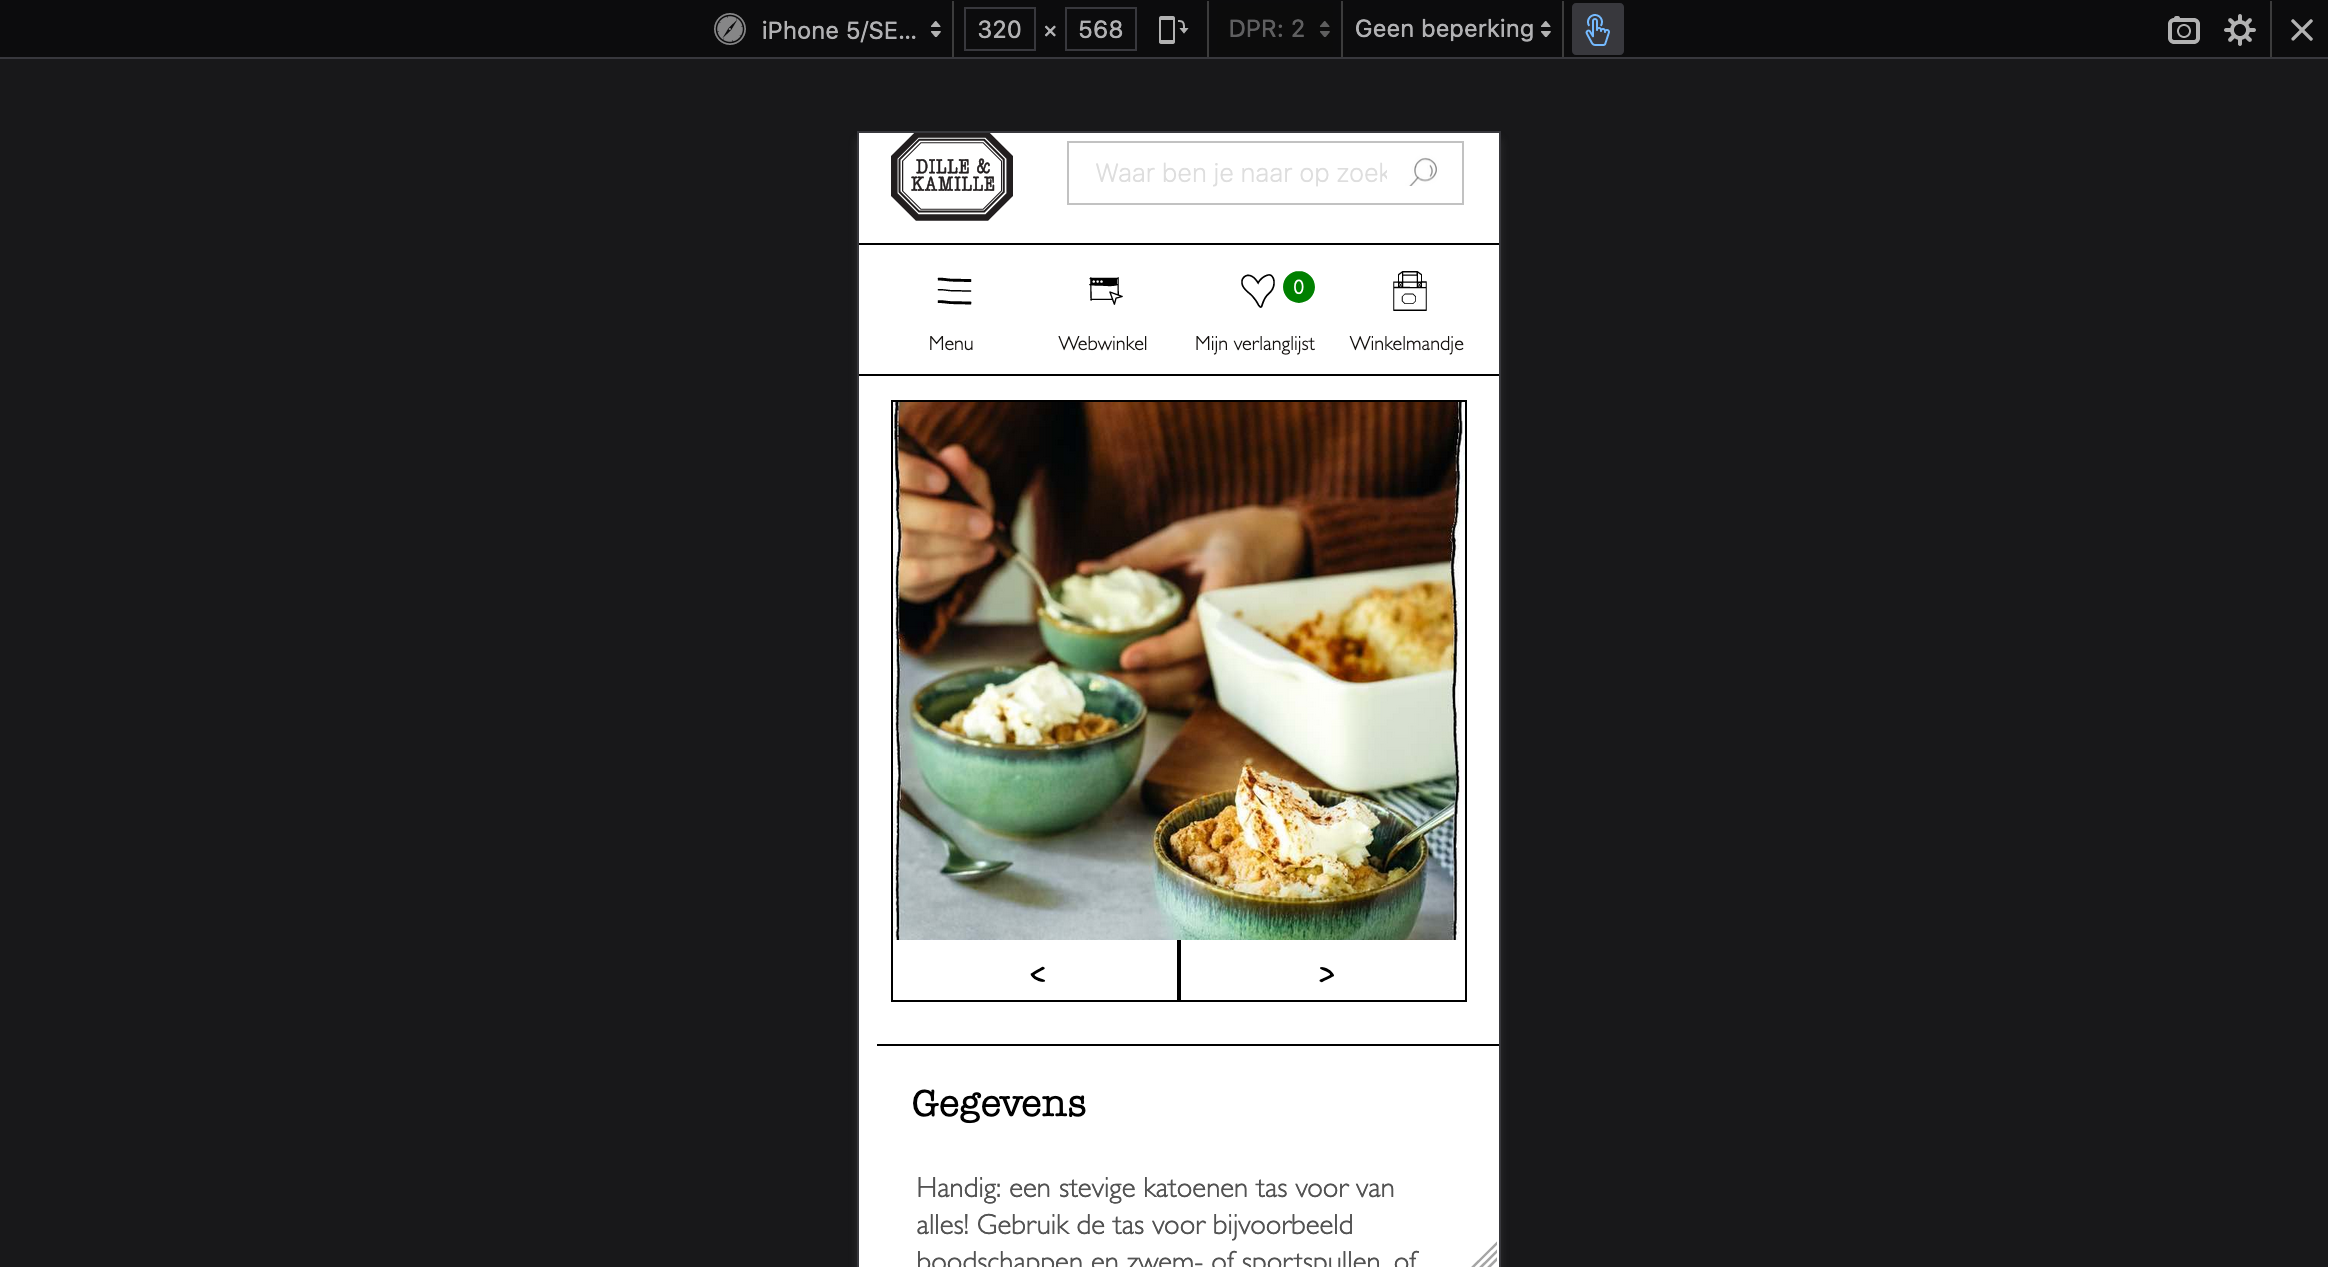 iPhone 5/SE...
320 × 568
DPR: 2
Geen beperking
DILLE &
KAMILLE
Waar ben je naar op zoek
0
Menu
Webwinkel
Mijn verlanglijst
Winkelmandje
< >
Gegevens
Handig: een stevige katoenen tas voor van
alles! Gebruik de tas voor bijvoorbeeld
boodschappen en zwem- of sportspullen, of